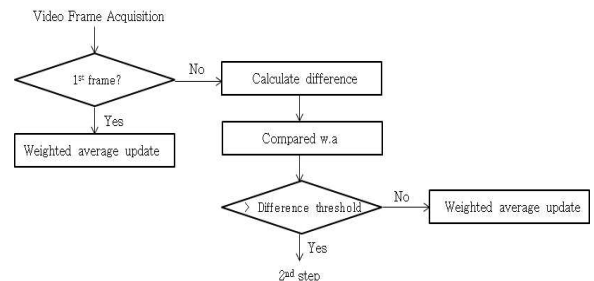 Video Frame Acquisition
1st frame?
No
Calculate difference
Yes
Weighted average update
Compared w.a
> Difference threshold
No
Weighted average update
Yes
2nd step